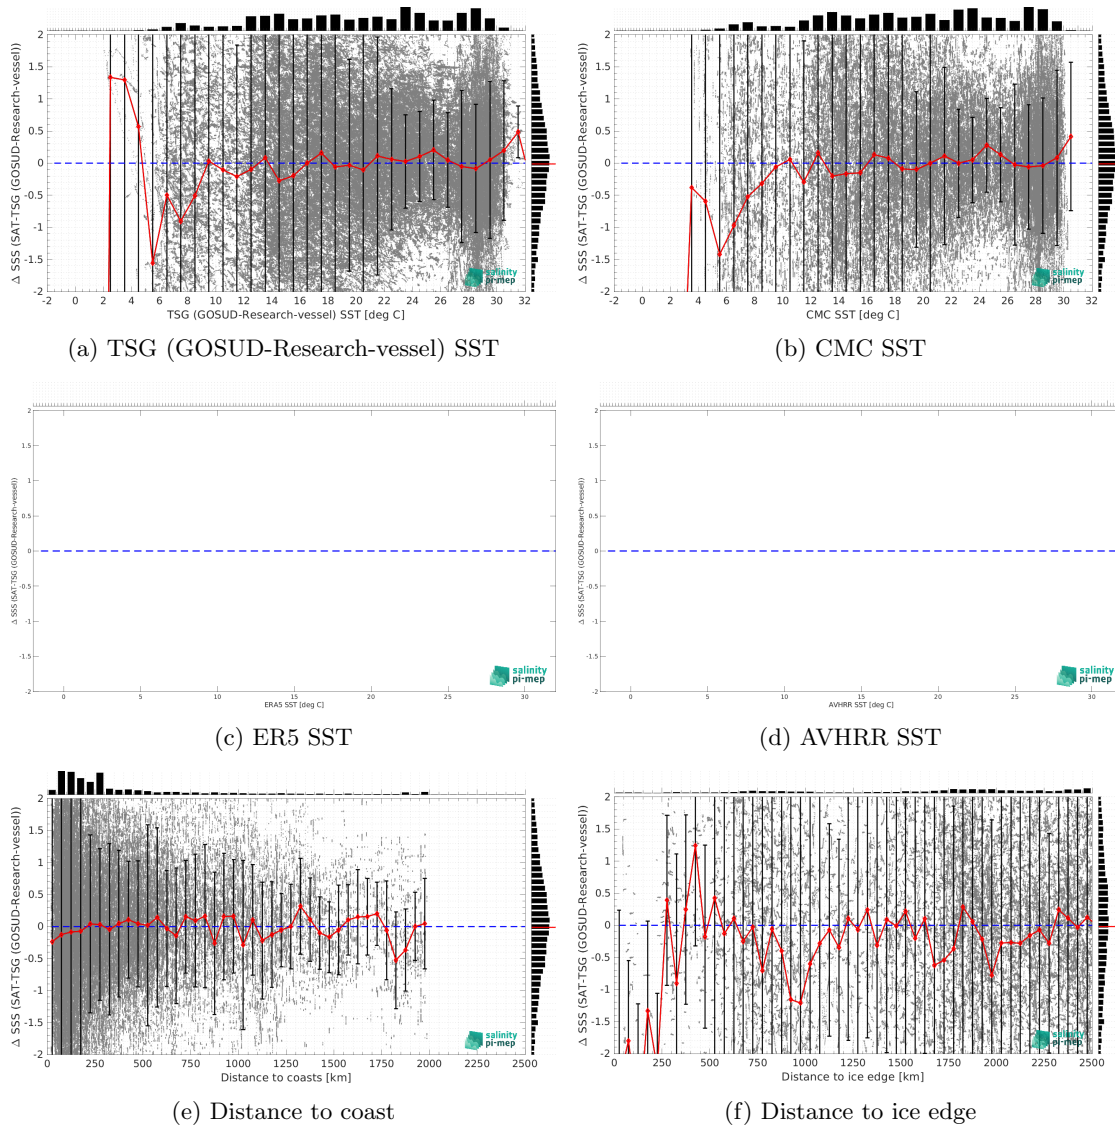 Δ SSS (SAT-TSG (GOSUD-Research-vessel))
2
1.5
1
0.5
0
-0.5
-1
-1.5
-2
salinity
pi-mep
-2 0 2 4 6 8 10 12 14 16 18 20 22 24 26 28 30 32
TSG (GOSUD-Research-vessel) SST [deg C]
(a) TSG (GOSUD-Research-vessel) SST
Δ SSS (SAT-TSG (GOSUD-Research-vessel))
2
1.5
1
0.5
0
-0.5
-1
-1.5
-2
salinity
pi-mep
-2 0 2 4 6 8 10 12 14 16 18 20 22 24 26 28 30 32
CMC SST [deg C]
(b) CMC SST
Δ SSS (SAT-TSG (GOSUD-Research-vessel))
2
1.5
1
0.5
0
-0.5
-1
-1.5
-2
salinity
pi-mep
0 5 10 15 20 25 30
ERA5 SST [deg C]
(c) ER5 SST
Δ SSS (SAT-TSG (GOSUD-Research-vessel))
2
1.5
1
0.5
0
-0.5
-1
-1.5
-2
salinity
pi-mep
0 5 10 15 20 25 30
AVHRR SST [deg C]
(d) AVHRR SST
Δ SSS (SAT-TSG (GOSUD-Research-vessel))
2
1.5
1
0.5
0
-0.5
-1
-1.5
-2
salinity
pi-mep
0 250 500 750 1000 1250 1500 1750 2000 2250 2500
Distance to coasts [km]
(e) Distance to coast
Δ SSS (SAT-TSG (GOSUD-Research-vessel))
2
1.5
1
0.5
0
-0.5
-1
-1.5
-2
salinity
pi-mep
0 250 500 750 1000 1250 1500 1750 2000 2250 2500
Distance to ice edge [km]
(f) Distance to ice edge